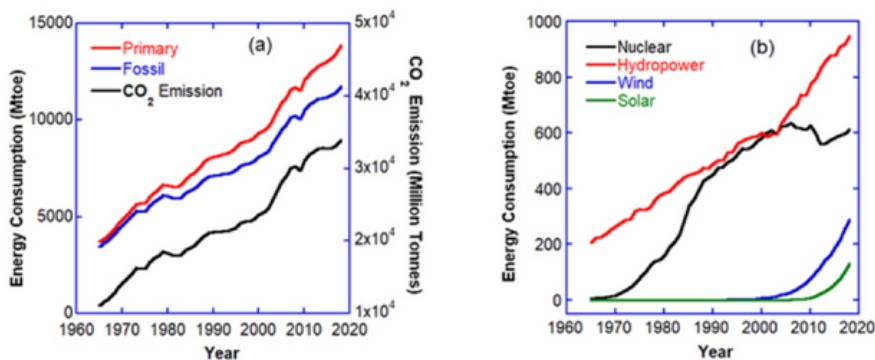 (a)
Primary
Fossil
CO2 Emission
15000
10000
5000
0
Energy Consumption (Mtoe)
5x10^4
4x10^4
3x10^4
2x10^4
1x10^4
CO2 Emission (Million Tonnes)
1960 1970 1980 1990 2000 2010 2020
Year
(b)
Nuclear
Hydropower
Wind
Solar
1000
800
600
400
200
0
Energy Consumption (Mtoe)
1960 1970 1980 1990 2000 2010 2020
Year